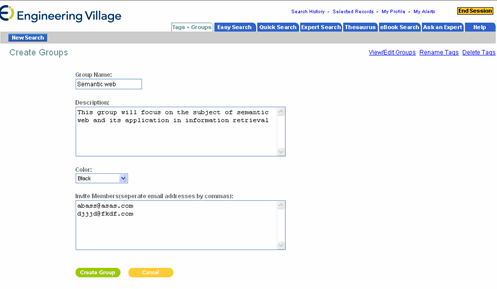 Engineering Village
Search History - Selected Records - My Profile - My Alerts End Session
Tags + Groups Easy Search Quick Search Expert Search Thesaurus eBook Search Ask an Expert Help
New Search
Create Groups View/Edit Groups Rename Tags Delete Tags
Group Name:
Semantic web
Description:
This group will focus on the subject of semantic
web and its application in information retrieval
Color:
Black
Invite Members(seperate email addresses by commas):
abass@asas.com
djjjd@fkdf.com
Create Group Cancel